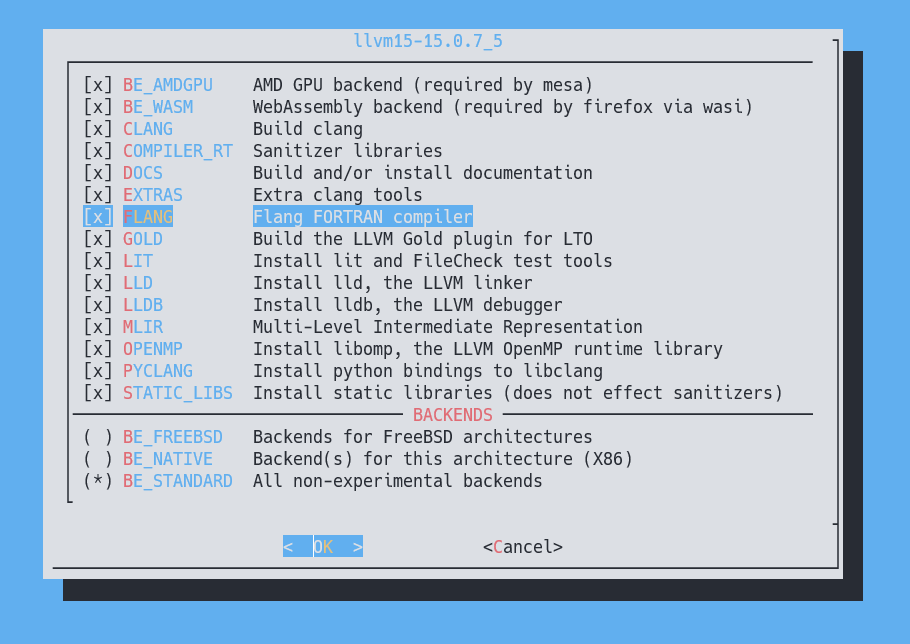 llvm15-15.0.7_5
[x] BE_AMDGPU AMD GPU backend (required by mesa)
[x] BE_WASM WebAssembly backend (required by firefox via wasi)
[x] CLANG Build clang
[x] COMPILER_RT Sanitizer libraries
[x] DOCS Build and/or install documentation
[x] EXTRAS Extra clang tools
[x] FLANG Flang FORTRAN compiler
[x] GOLD Build the LLVM Gold plugin for LTO
[x] LIT Install lit and FileCheck test tools
[x] LLD Install lld, the LLVM linker
[x] LLDB Install lldb, the LLVM debugger
[x] MLIR Multi-Level Intermediate Representation
[x] OPENMP Install libomp, the LLVM OpenMP runtime library
[x] PYCLANG Install python bindings to libclang
[x] STATIC_LIBS Install static libraries (does not effect sanitizers)
BACKENDS
( ) BE_FREEBSD Backends for FreeBSD architectures
( ) BE_NATIVE Backend(s) for this architecture (X86)
(*) BE_STANDARD All non-experimental backends
< OK > <Cancel>